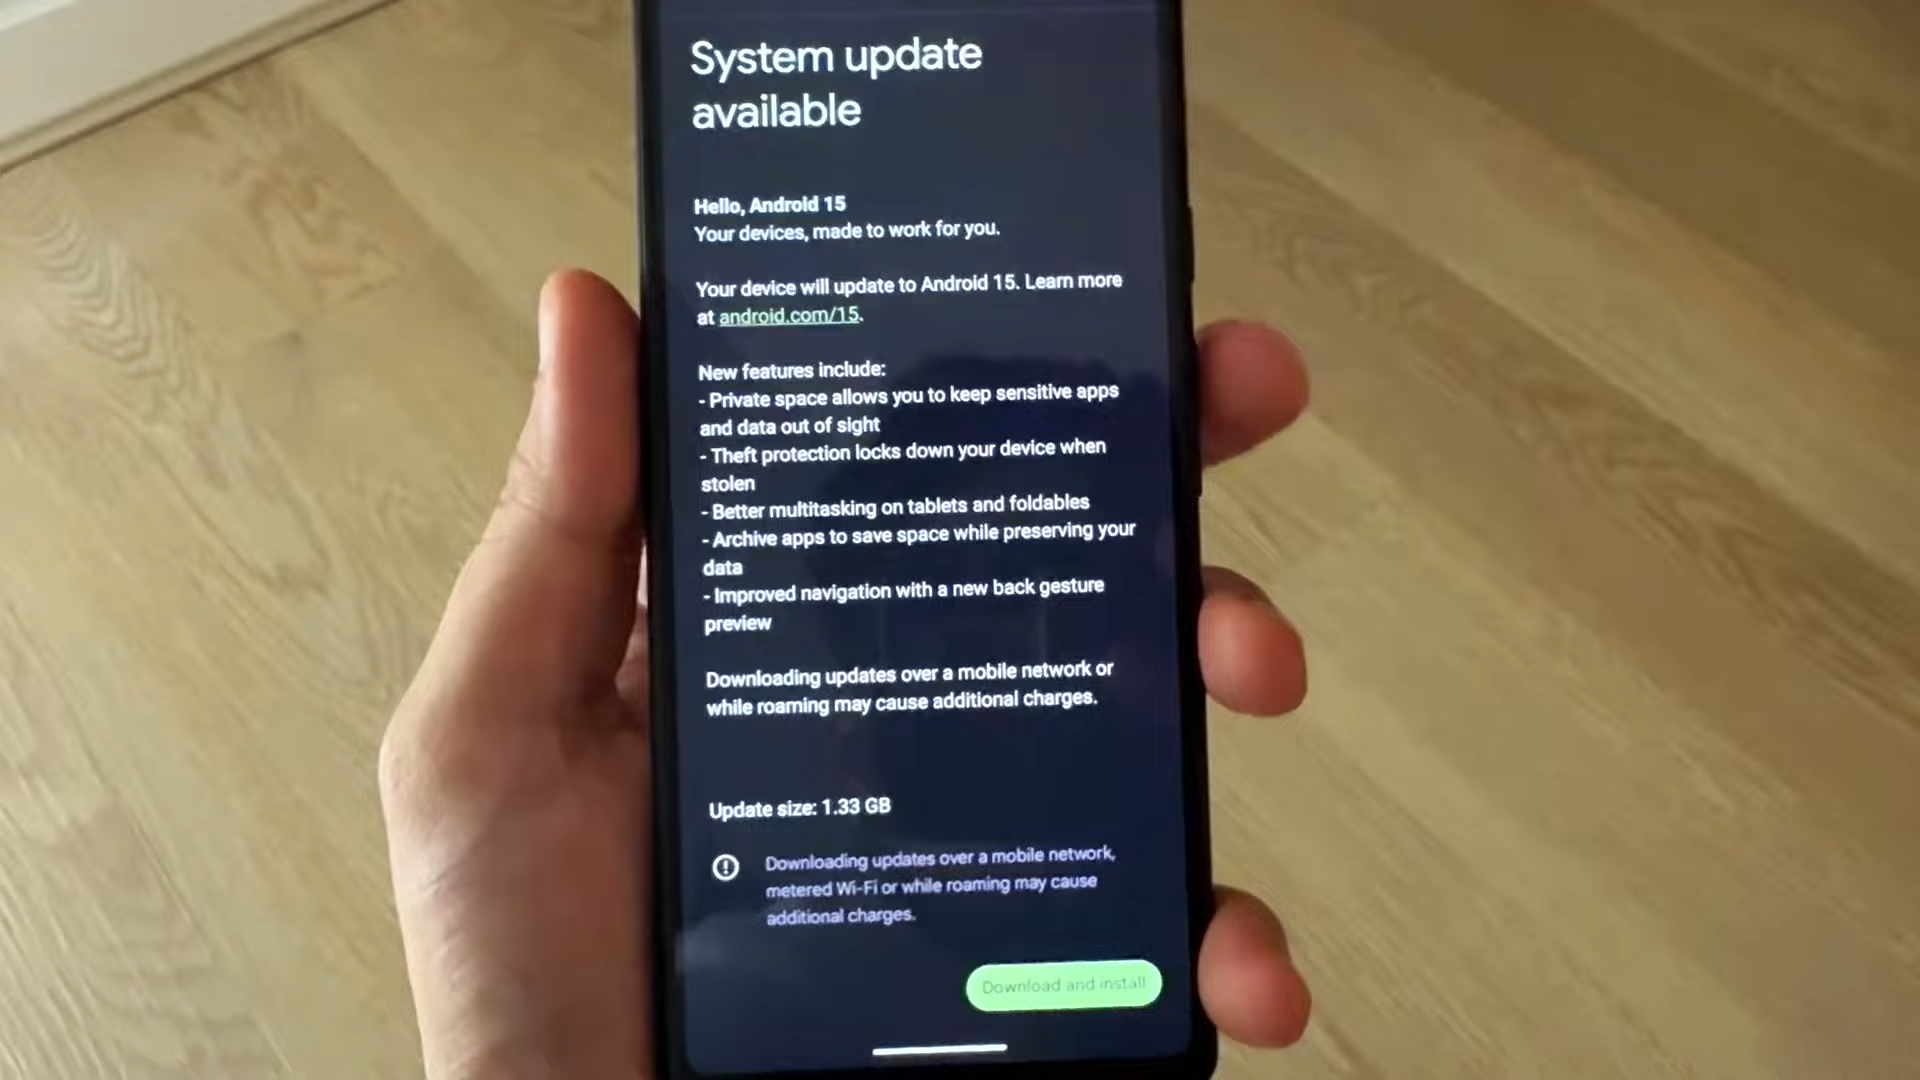 System update
available
Hello, Android 15
Your devices, made to work for you.
Your device will update to Android 15. Learn more
at android.com/15.
New features include:
- Private space allows you to keep sensitive apps
and data out of sight
- Theft protection locks down your device when
stolen
- Better multitasking on tablets and foldables
- Archive apps to save space while preserving your
data
- Improved navigation with a new back gesture
preview
Downloading updates over a mobile network or
while roaming may cause additional charges.
Update size: 1.33 GB
Downloading updates over a mobile network,
metered Wi-Fi or while roaming may cause
additional charges.
Download and install